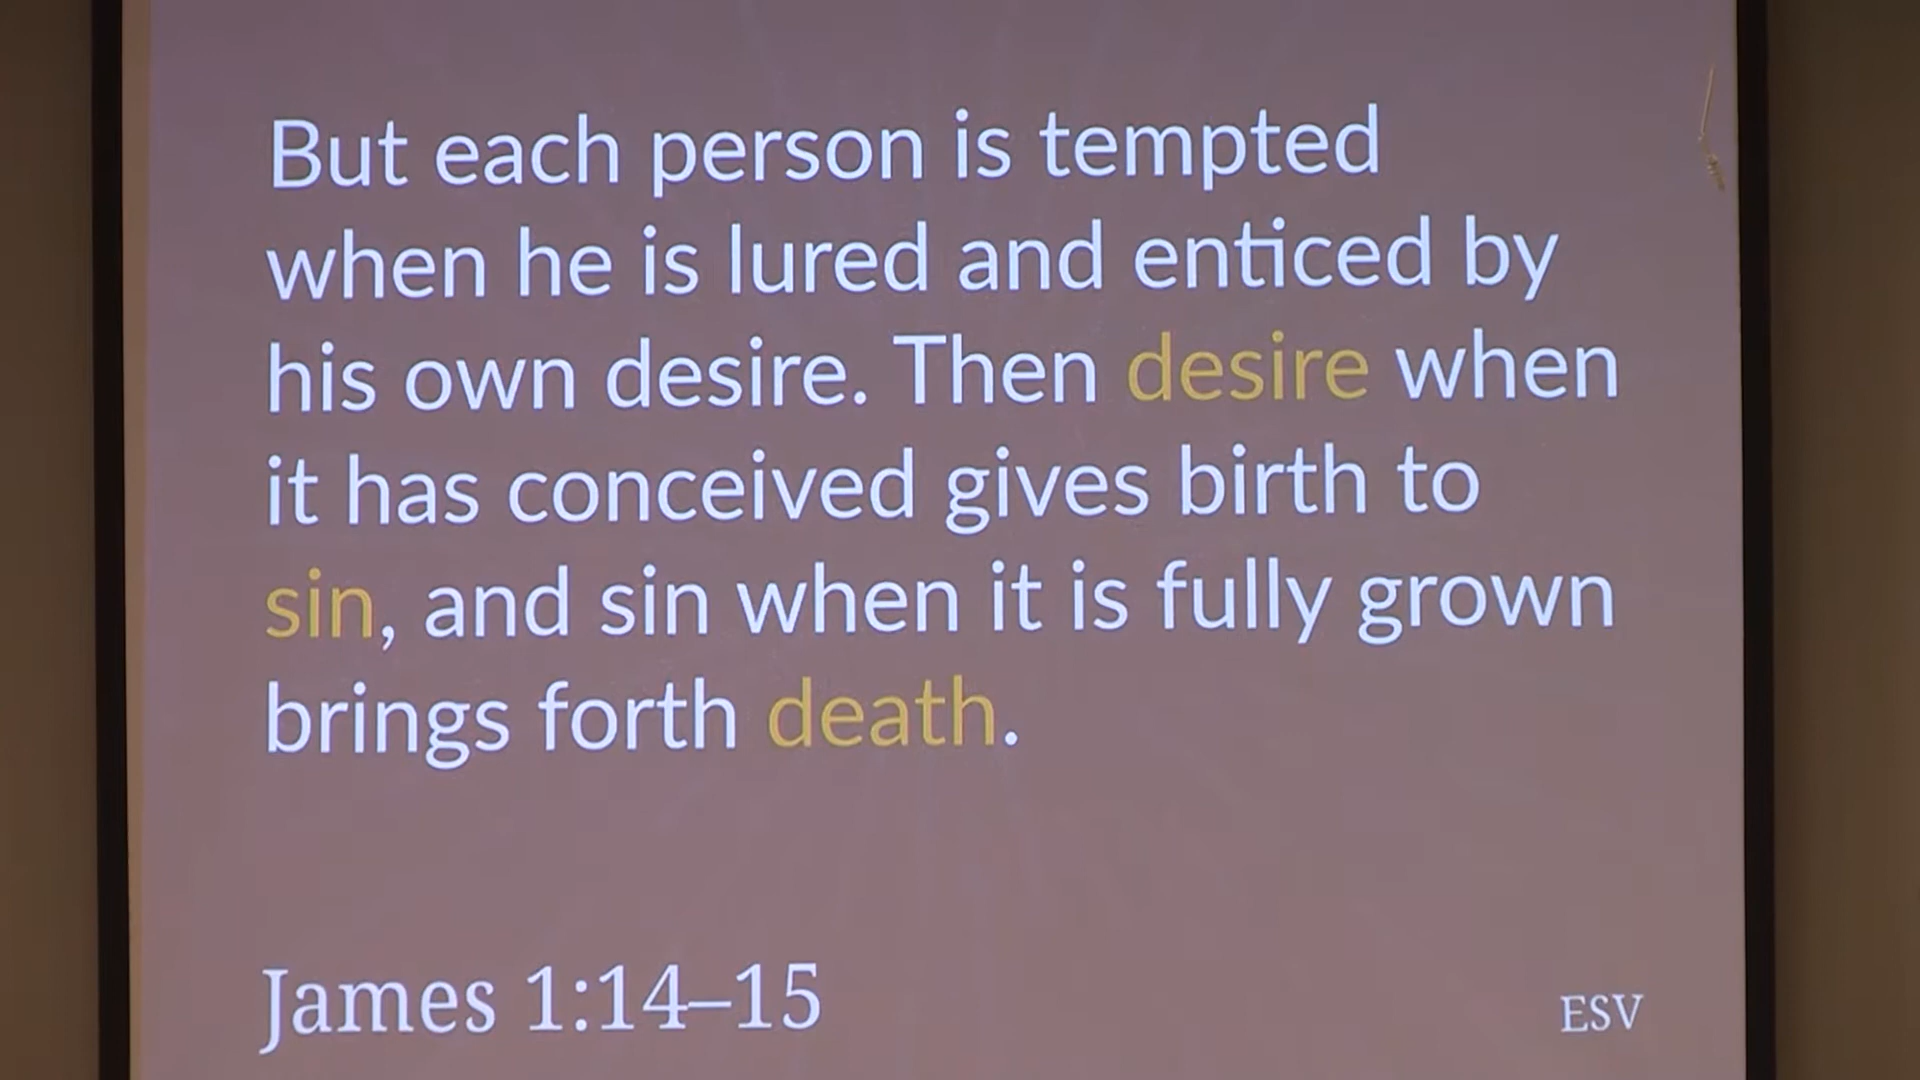 But each person is tempted
when he is lured and enticed by
his own desire. Then desire when
it has conceived gives birth to
sin, and sin when it is fully grown
brings forth death.
James 1:14–15
ESV